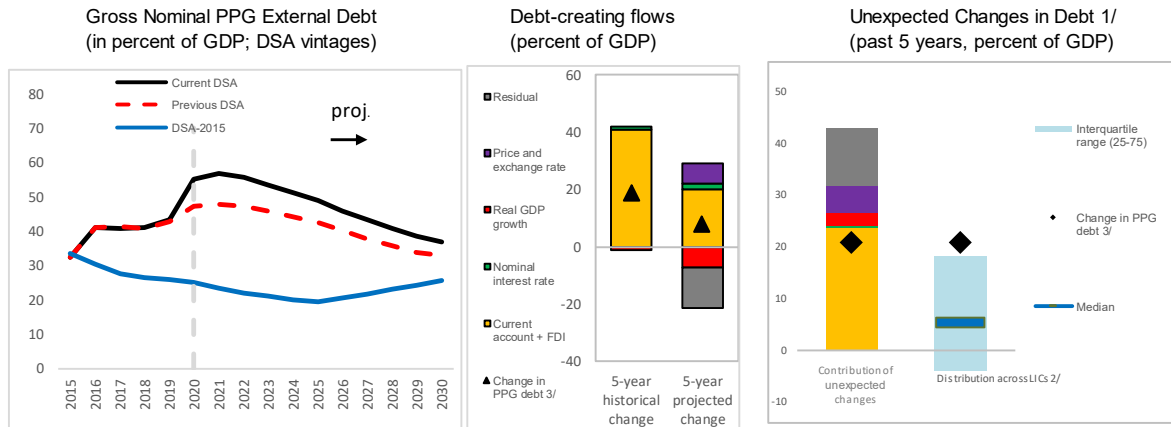 Gross Nominal PPG External Debt
(in percent of GDP; DSA vintages)
80
70
60
50
40
30
20
10
0
Current DSA
Previous DSA
DSA-2015
proj.
2015
2016
2017
2018
2019
2020
2021
2022
2023
2024
2025
2026
2027
2028
2029
2030
Debt-creating flows
(percent of GDP)
Residual
Price and
exchange rate
Real GDP
growth
Nominal
interest rate
Current
account + FDI
Change in
PPG debt 3/
60
40
20
0
-20
-40
5-year
historical
change
5-year
projected
change
Unexpected Changes in Debt 1/
(past 5 years, percent of GDP)
50
40
30
20
10
0
-10
Contribution of
unexpected
changes
Distribution across LICs 2/
Interquartile
range (25-75)
Change in PPG
debt 3/
Median